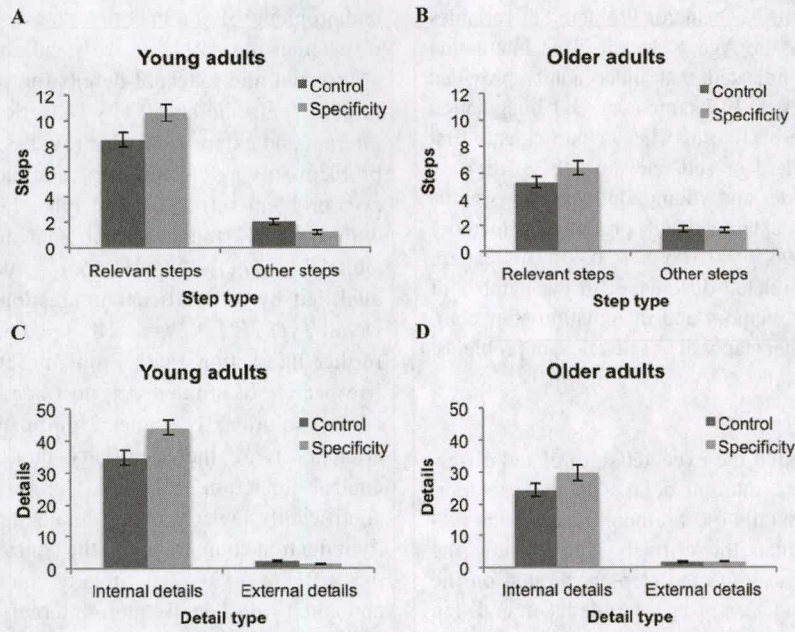 A
Young adults
12
10
8
6
4
2
0
Steps
Control
Specificity
Relevant steps
Other steps
Step type
B
Older adults
12
10
8
6
4
2
0
Steps
Control
Specificity
Relevant steps
Other steps
Step type
C
Young adults
50
40
30
20
10
0
Details
Control
Specificity
Internal details
External details
Detail type
D
Older adults
50
40
30
20
10
0
Details
Control
Specificity
Internal details
External details
Detail type